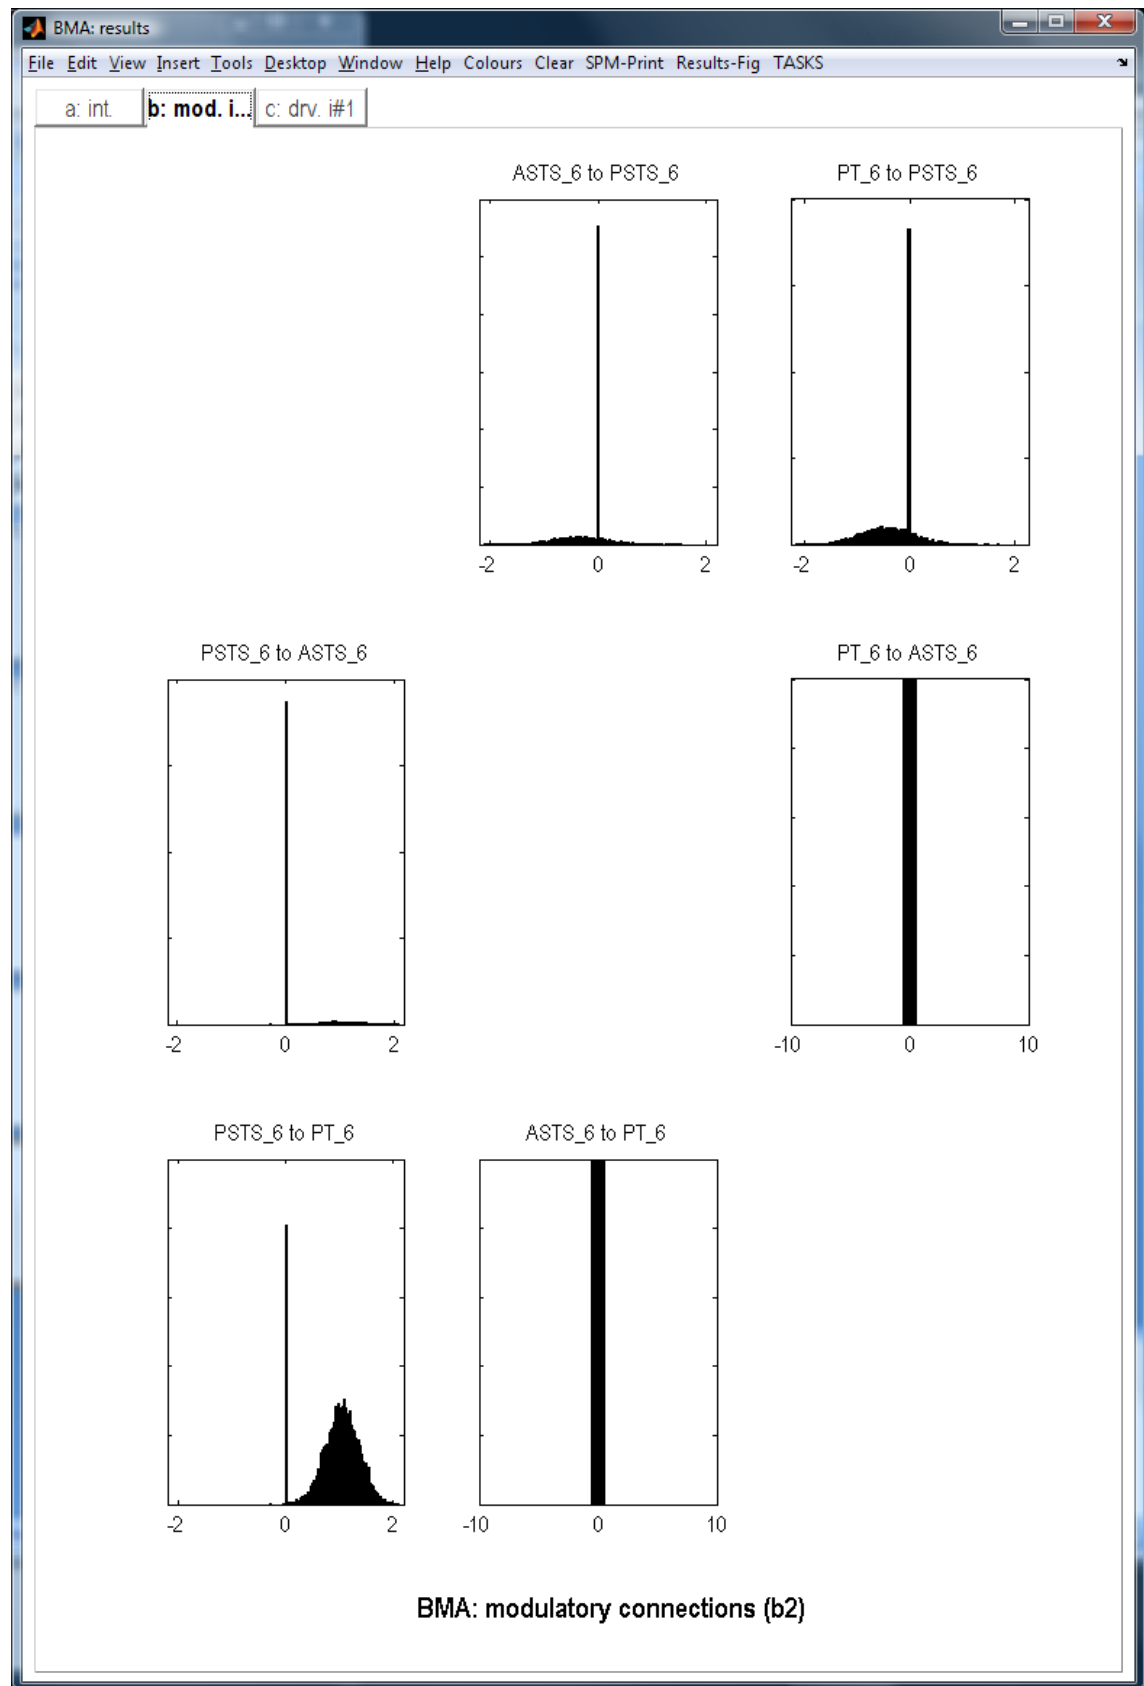 BMA: results
File Edit View Insert Tools Desktop Window Help Colours Clear SPM-Print Results-Fig TASKS
a: int. b: mod. i... c: drv. i#1
ASTS_6 to PSTS_6 PT_6 to PSTS_6
-2 0 2 -2 0 2
PSTS_6 to ASTS_6 PT_6 to ASTS_6
-2 0 2 -10 0 10
PSTS_6 to PT_6 ASTS_6 to PT_6
-2 0 2 -10 0 10
BMA: modulatory connections (b2)